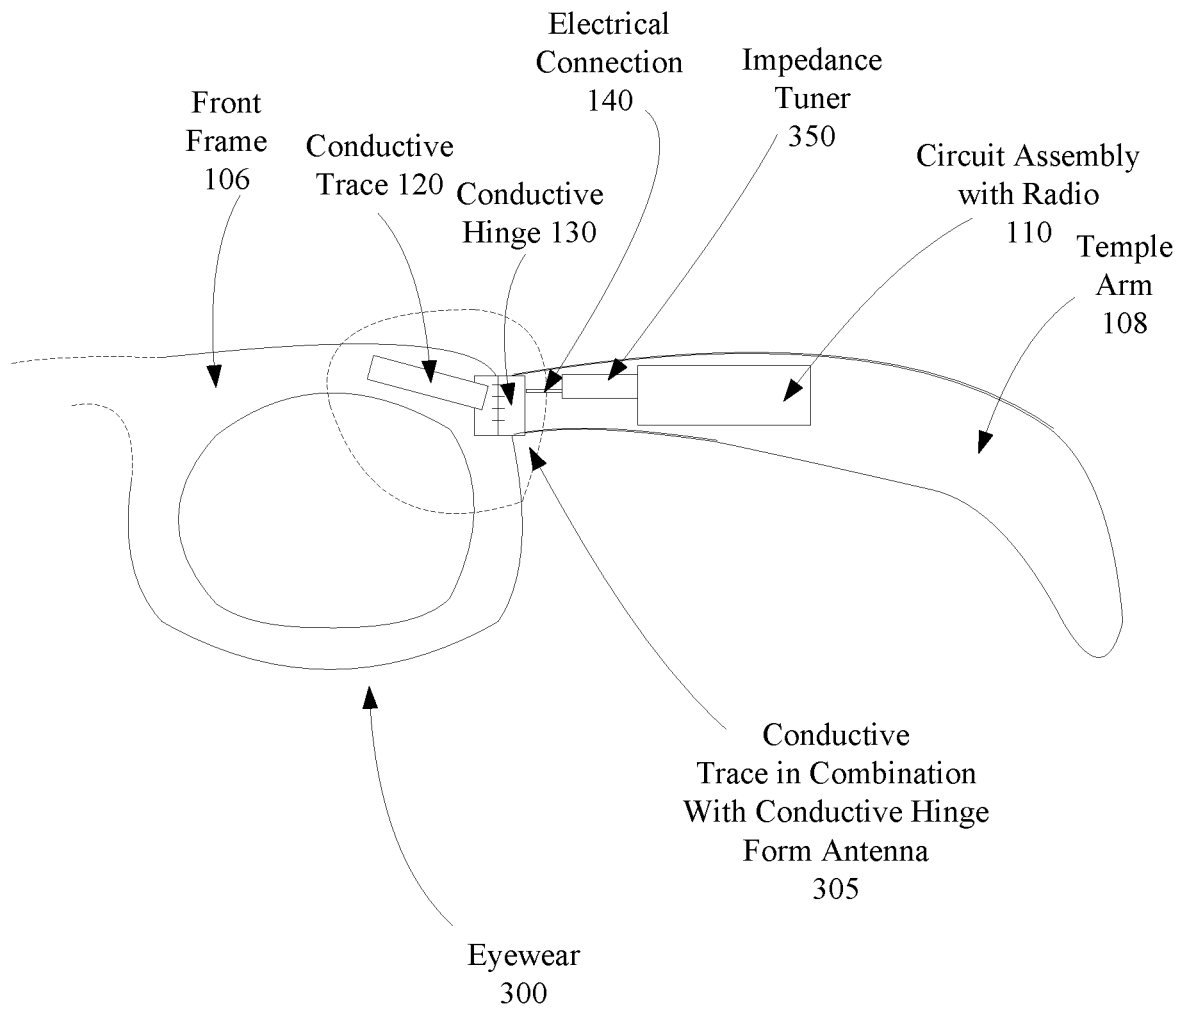 Electrical
Connection
140
Impedance
Tuner
350
Front
Frame
106
Conductive
Trace 120
Conductive
Hinge 130
Circuit Assembly
with Radio
110
Temple
Arm
108
Conductive
Trace in Combination
With Conductive Hinge
Form Antenna
305
Eyewear
300